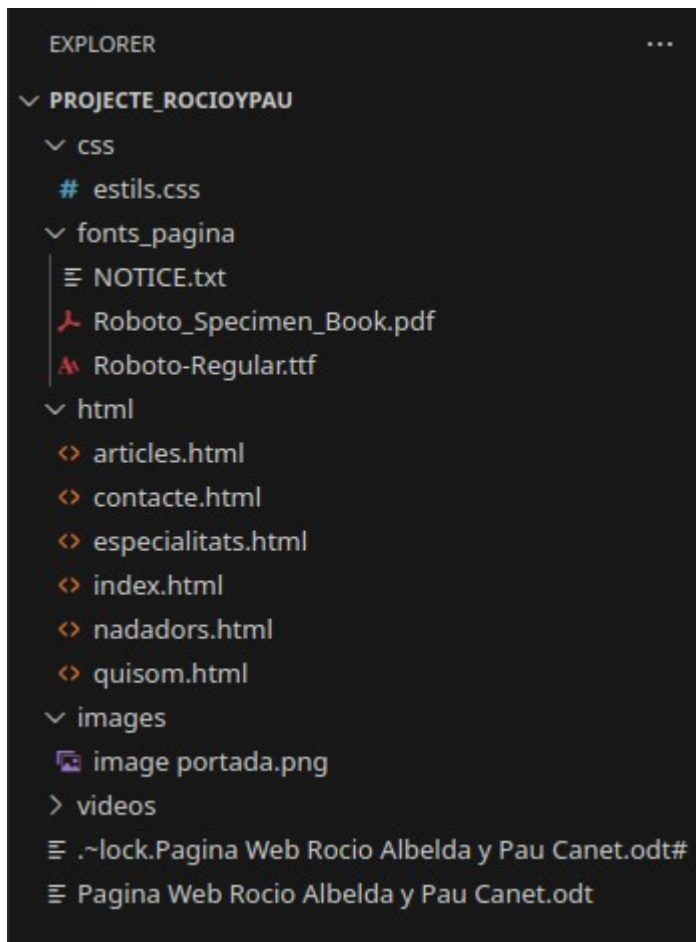 EXPLORER ...
PROJECTE_ROCIOYPAU
css
# estils.css
fonts_pagina
NOTICE.txt
Roboto_Specimen_Book.pdf
Roboto-Regular.ttf
html
<> articles.html
<> contacte.html
<> especialitats.html
<> index.html
<> nadadors.html
<> quisom.html
images
image portada.png
videos
.~lock.Pagina Web Rocio Albelda y Pau Canet.odt#
Pagina Web Rocio Albelda y Pau Canet.odt